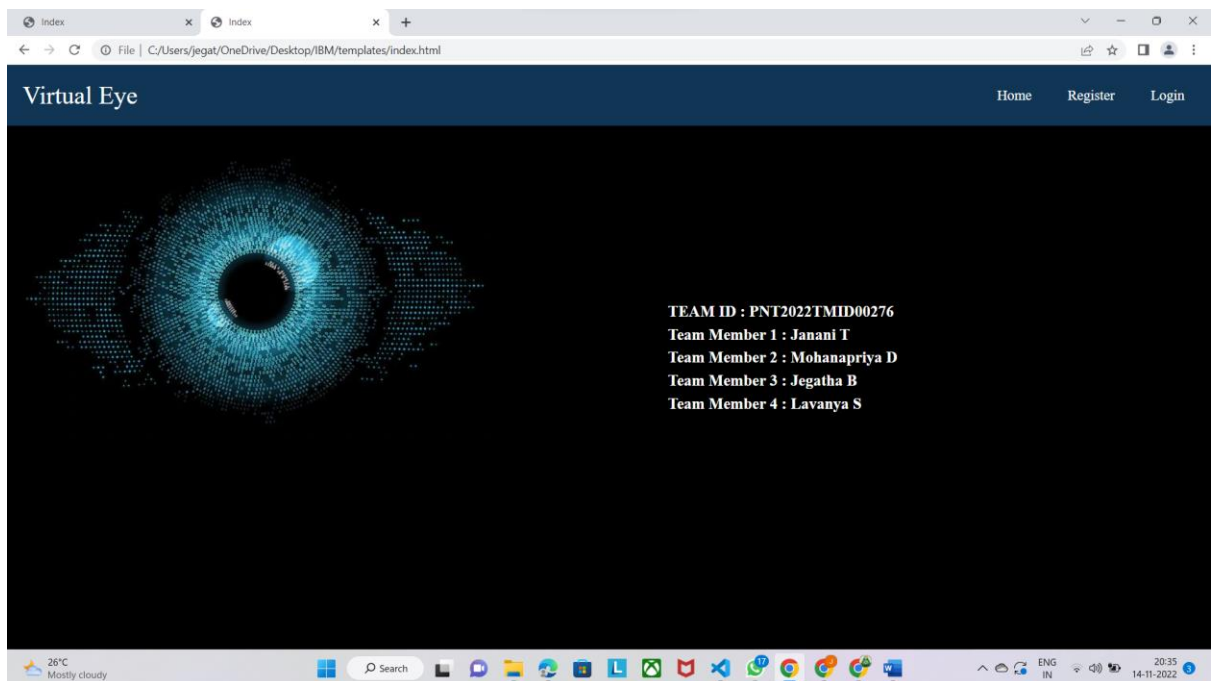 Index
Index
File | C:/Users/jegat/OneDrive/Desktop/IBM/templates/index.html
Virtual Eye
Home Register Login
TEAM ID : PNT2022TMID00276
Team Member 1 : Janani T
Team Member 2 : Mohanapriya D
Team Member 3 : Jegatha B
Team Member 4 : Lavanya S
26°C
Mostly cloudy
Search
L
17
W
ENG
IN
20:35
14-11-2022
3